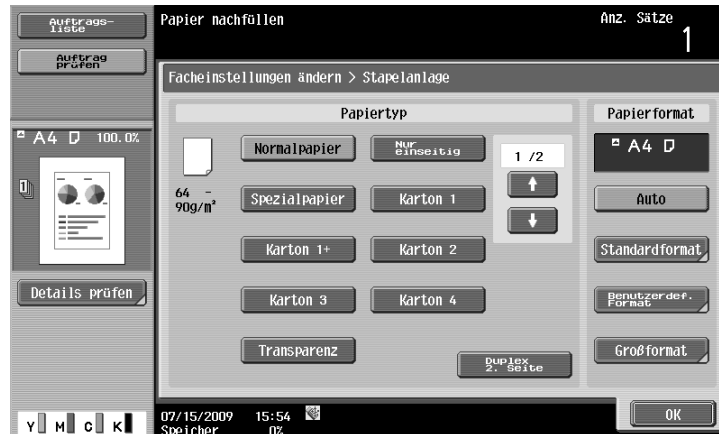 Auftrags-
liste
Auftrag
prüfen
Papier nachfüllen
Anz. Sätze
1
Facheinstellungen ändern > Stapelanlage
Papiertyp
Papierformat
A4 100.0%
1
64 -
90g/m²
Normalpapier
Nur
einseitig
1 /2
Spezialpapier
Karton 1
Karton 1+
Karton 2
Karton 3
Karton 4
Transparenz
Duplex
2. Seite
A4
Auto
Standardformat
Benutzerdef.
Format
Großformat
Details prüfen
Y M C K
07/15/2009 15:54
Speicher 0%
OK